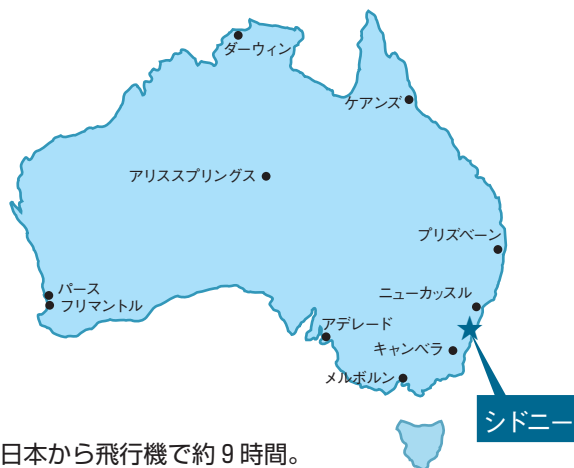 ダーウィン
ケアンズ
アリススプリングス
プリズベーン
パース
フリマントル
ニューカッスル
アデレード
キャンベラ
メルボルン
シドニー
日本から飛行機で約9時間。